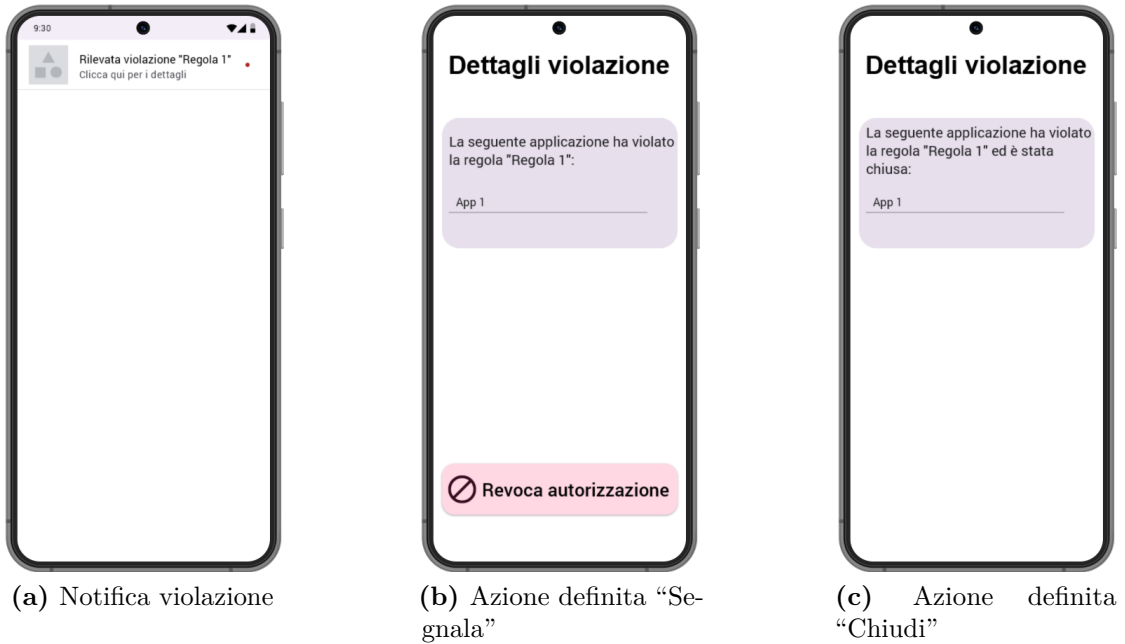 9:30
Rilevata violazione "Regola 1"
Clicca qui per i dettagli
(a) Notifica violazione
Dettagli violazione
La seguente applicazione ha violato
la regola "Regola 1":
App 1
Revoca autorizzazione
(b) Azione definita “Se-
gnala”
Dettagli violazione
La seguente applicazione ha violato
la regola "Regola 1" ed è stata
chiusa:
App 1
(c) Azione definita
“Chiudi”